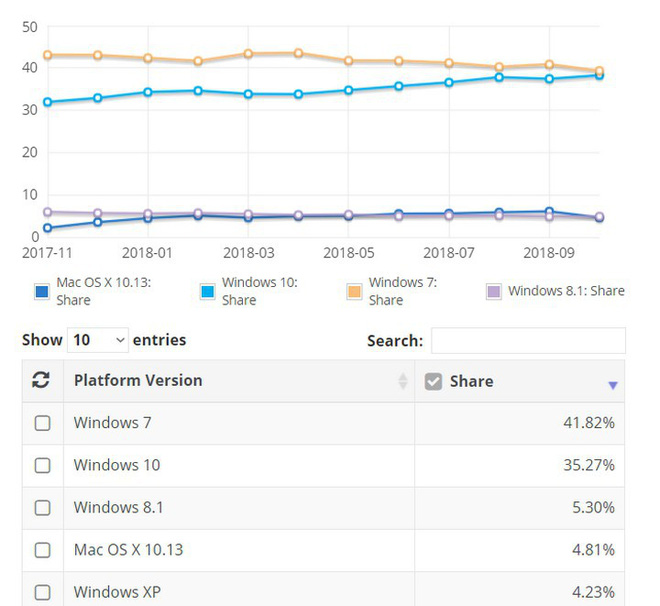 50
40
30
20
10
0
2017-11 2018-01 2018-03 2018-05 2018-07 2018-09
Mac OS X 10.13: Share
Windows 10: Share
Windows 7: Share
Windows 8.1: Share
Show 10 entries Search:
Platform Version Share
Windows 7 41.82%
Windows 10 35.27%
Windows 8.1 5.30%
Mac OS X 10.13 4.81%
Windows XP 4.23%